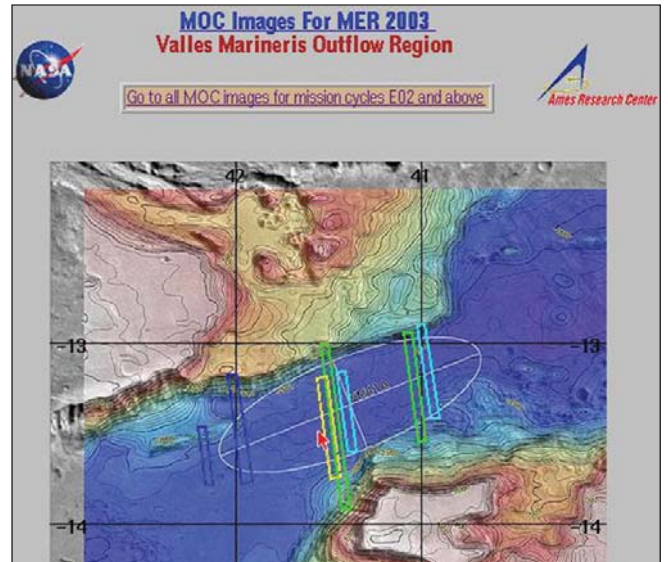 MOC Images For MER 2003
Valles Marineris Outflow Region
NASA
Ames Research Center
Go to all MOC images for mission cycles E02 and above
42 41
-13 -13
-14 -14